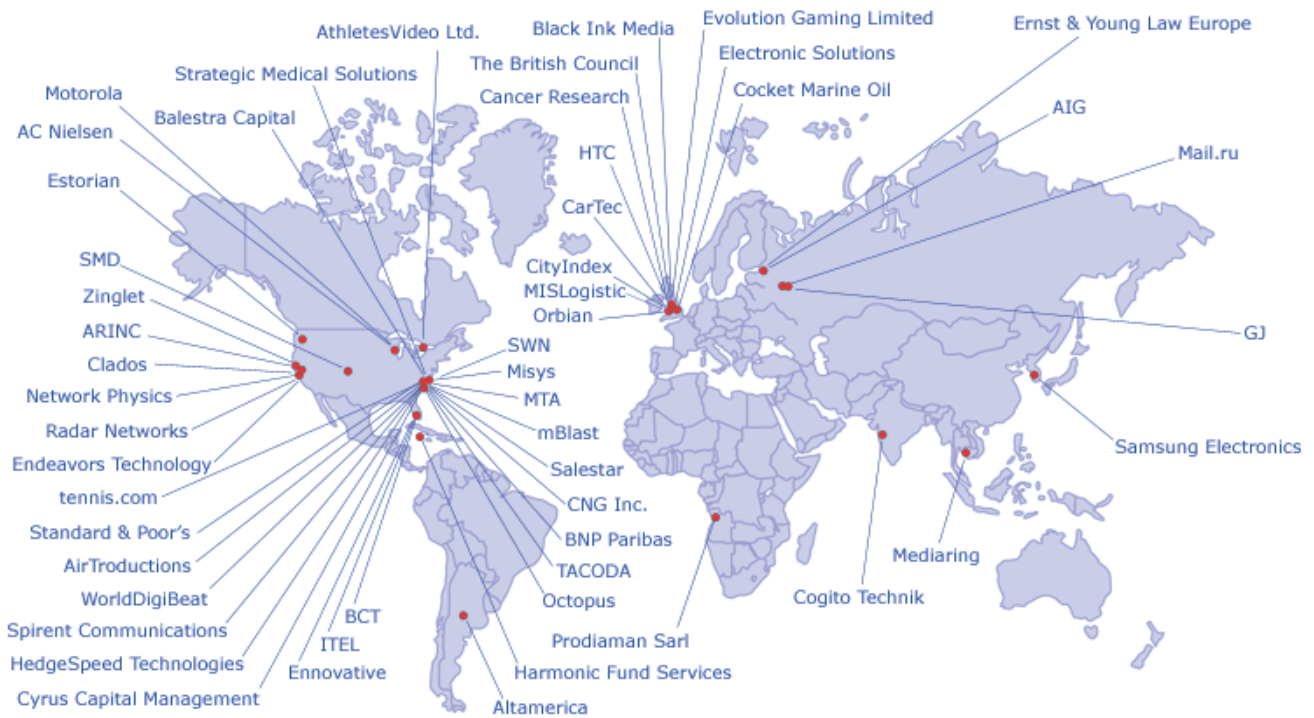 Evolution Gaming Limited
Ernst & Young Law Europe
Black Ink Media
AthletesVideo Ltd.
Electronic Solutions
The British Council
Strategic Medical Solutions
Cocket Marine Oil
Motorola
Cancer Research
AIG
Balestra Capital
AC Nielsen
HTC
Mail.ru
Estorian
CarTec
SMD
CityIndex
MISLogistic
Zinglet
Orbian
ARINC
GJ
SWN
Clados
Misys
Network Physics
MTA
Radar Networks
mBlast
Samsung Electronics
Endeavors Technology
Salestar
tennis.com
CNG Inc.
Standard & Poor's
BNP Paribas
Mediaring
AirTroductions
TACODA
WorldDigiBeat
Octopus
Cogito Technik
BCT
Spirent Communications
ITEL
Prodiaman Sarl
HedgeSpeed Technologies
Ennovative
Harmonic Fund Services
Cyrus Capital Management
Altamerica